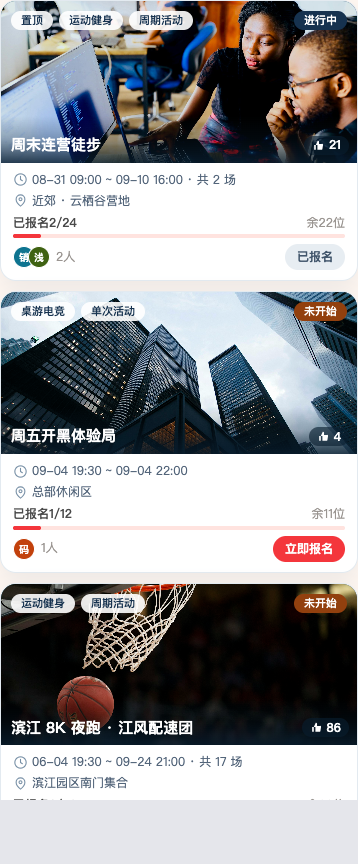 置顶 运动健身 周期活动 进行中
周末连营徒步 21
08-31 09:00 ~ 09-10 16:00 · 共 2 场
近郊 · 云栖谷营地
已报名2/24 余22位
销 浅 2人 已报名
桌游电竞 单次活动 未开始
周五开黑体验局 4
09-04 19:30 ~ 09-04 22:00
总部休闲区
已报名1/12 余11位
码 1人 立即报名
运动健身 周期活动 未开始
滨江 8K 夜跑 · 江风配速团 86
06-04 19:30 ~ 09-24 21:00 · 共 17 场
滨江园区南门集合